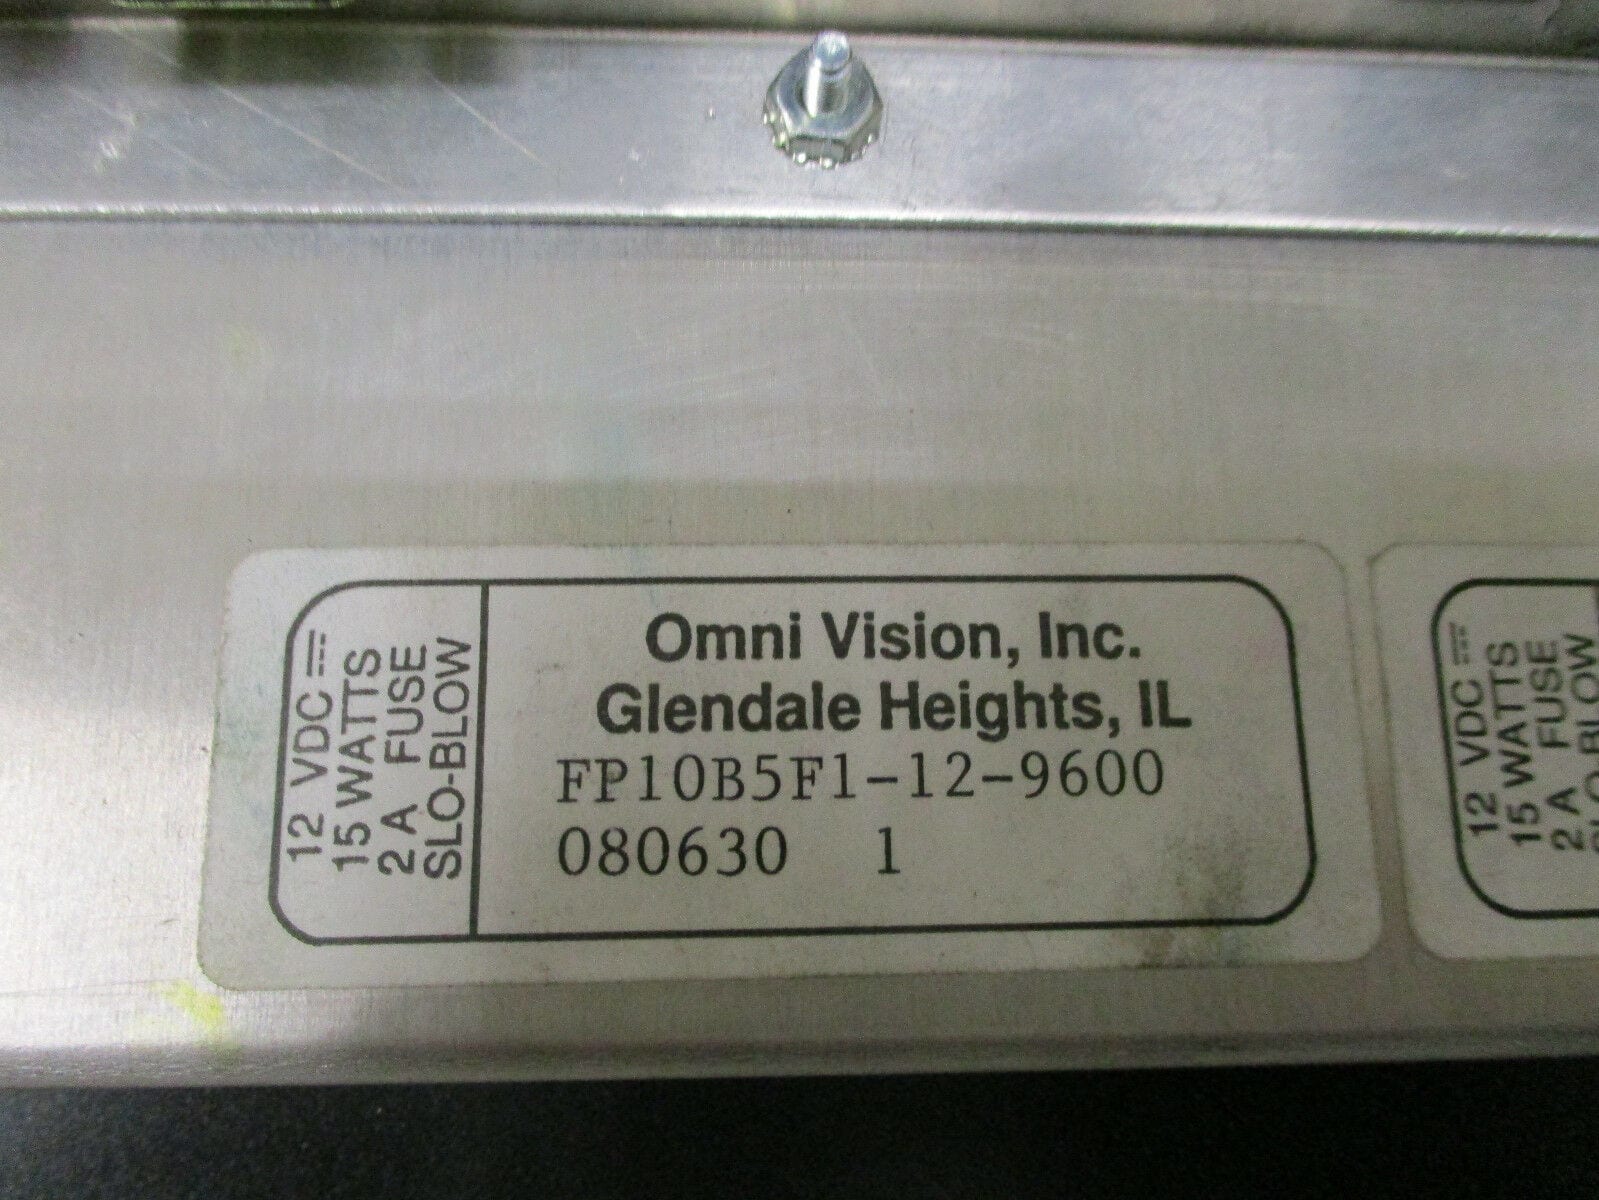 12 VDC
15 WATTS
2 A FUSE
SLO-BLOW
Omni Vision, Inc.
Glendale Heights, IL
FP10B5F1-12-9600
080630 1
12 VDC
15 WATTS
2 A FUSE
SLO-BLOW